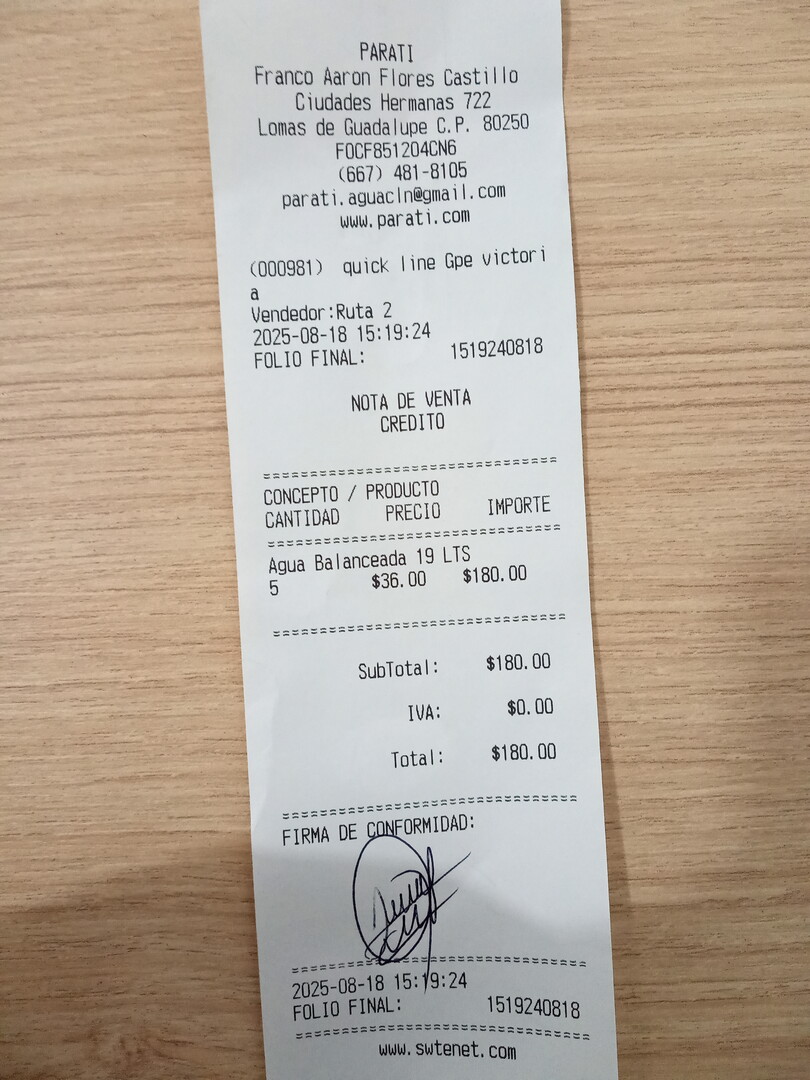 PARATI
Franco Aaron Flores Castillo
Ciudades Hermanas 722
Lomas de Guadalupe C.P. 80250
FOCF851204CN6
(667) 481-8105
parati.aguacln@gmail.com
www.parati.com
(000981) quick line Gpe victori
a
Vendedor:Ruta 2
2025-08-18 15:19:24
FOLIO FINAL: 1519240818
NOTA DE VENTA
CREDITO
==============================
CONCEPTO / PRODUCTO
CANTIDAD PRECIO IMPORTE
==============================
Agua Balanceada 19 LTS
5 $36.00 $180.00
==============================
SubTotal: $180.00
IVA: $0.00
Total: $180.00
==============================
FIRMA DE CONFORMIDAD:
==============================
2025-08-18 15:19:24
FOLIO FINAL: 1519240818
==============================
www.swtenet.com